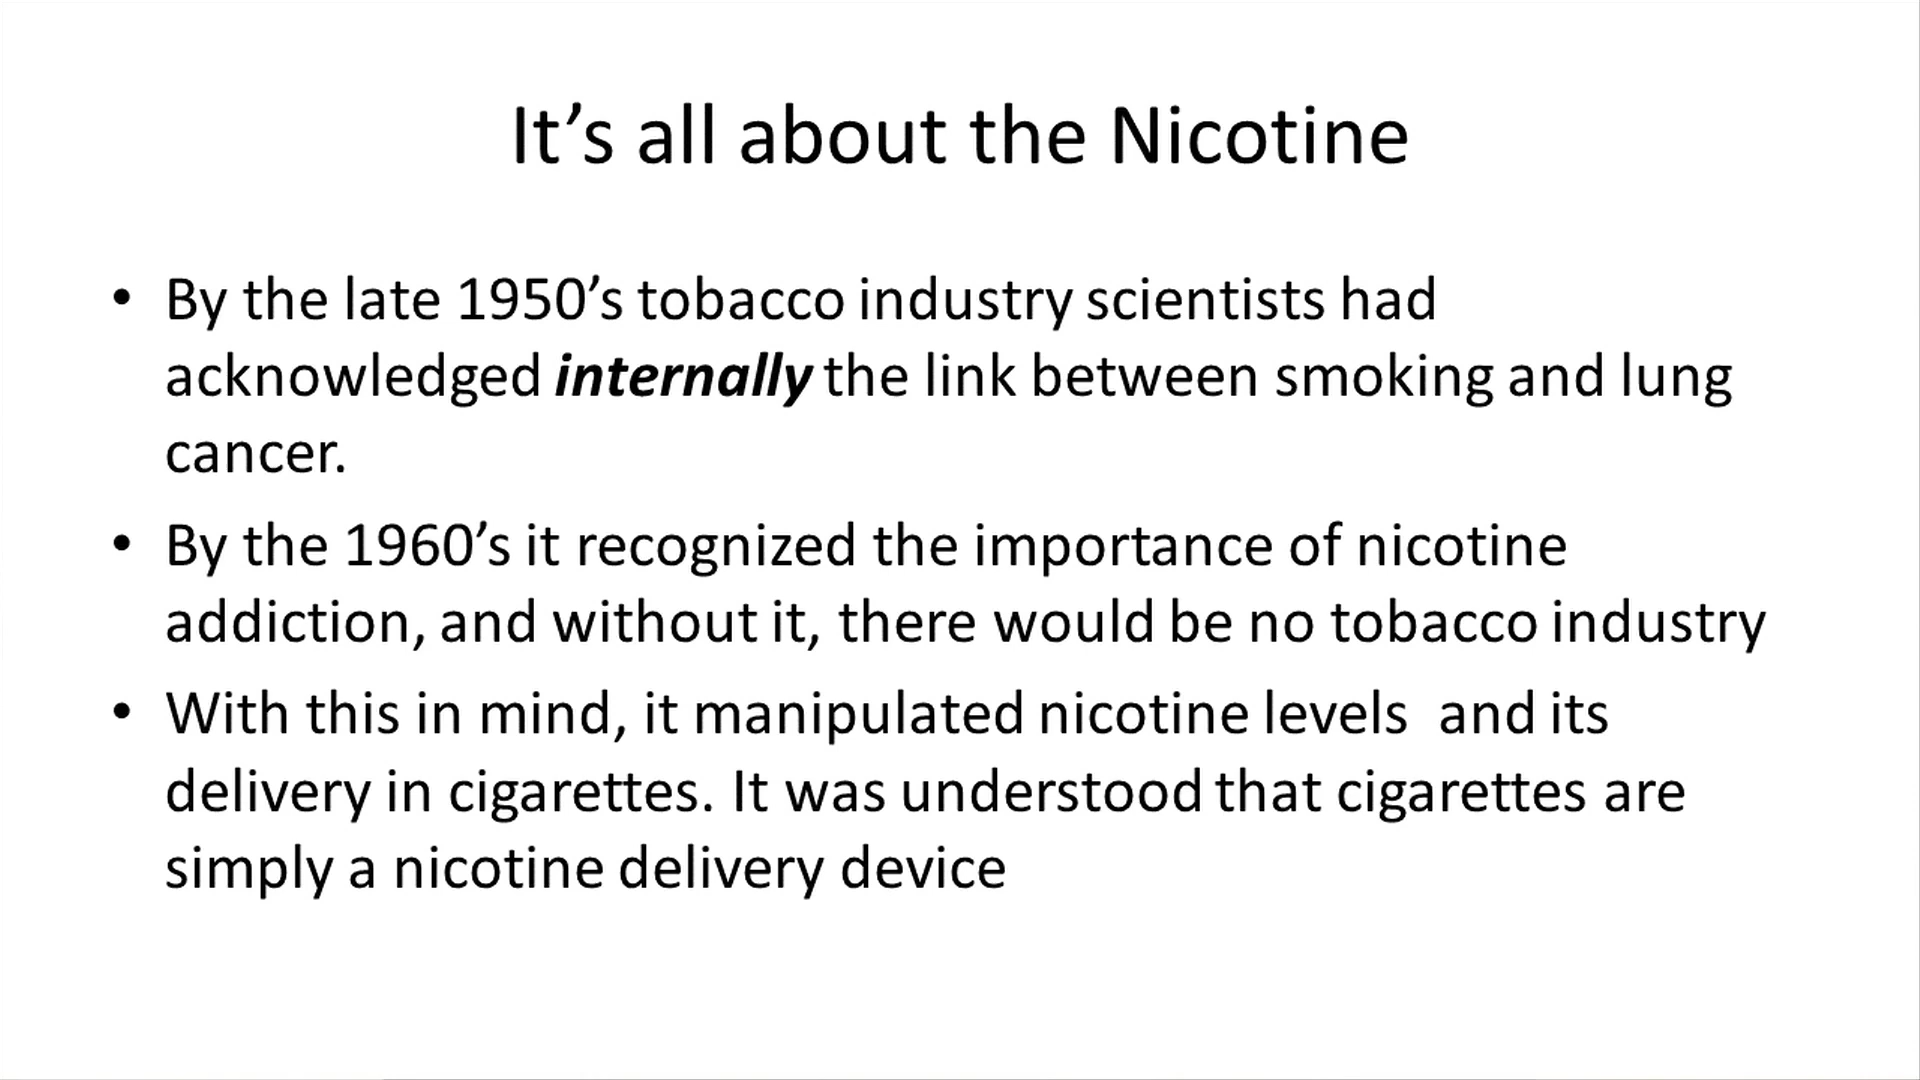 It’s all about the Nicotine
• By the late 1950’s tobacco industry scientists had
acknowledged internally the link between smoking and lung
cancer.
• By the 1960’s it recognized the importance of nicotine
addiction, and without it, there would be no tobacco industry
• With this in mind, it manipulated nicotine levels  and its
delivery in cigarettes. It was understood that cigarettes are
simply a nicotine delivery device